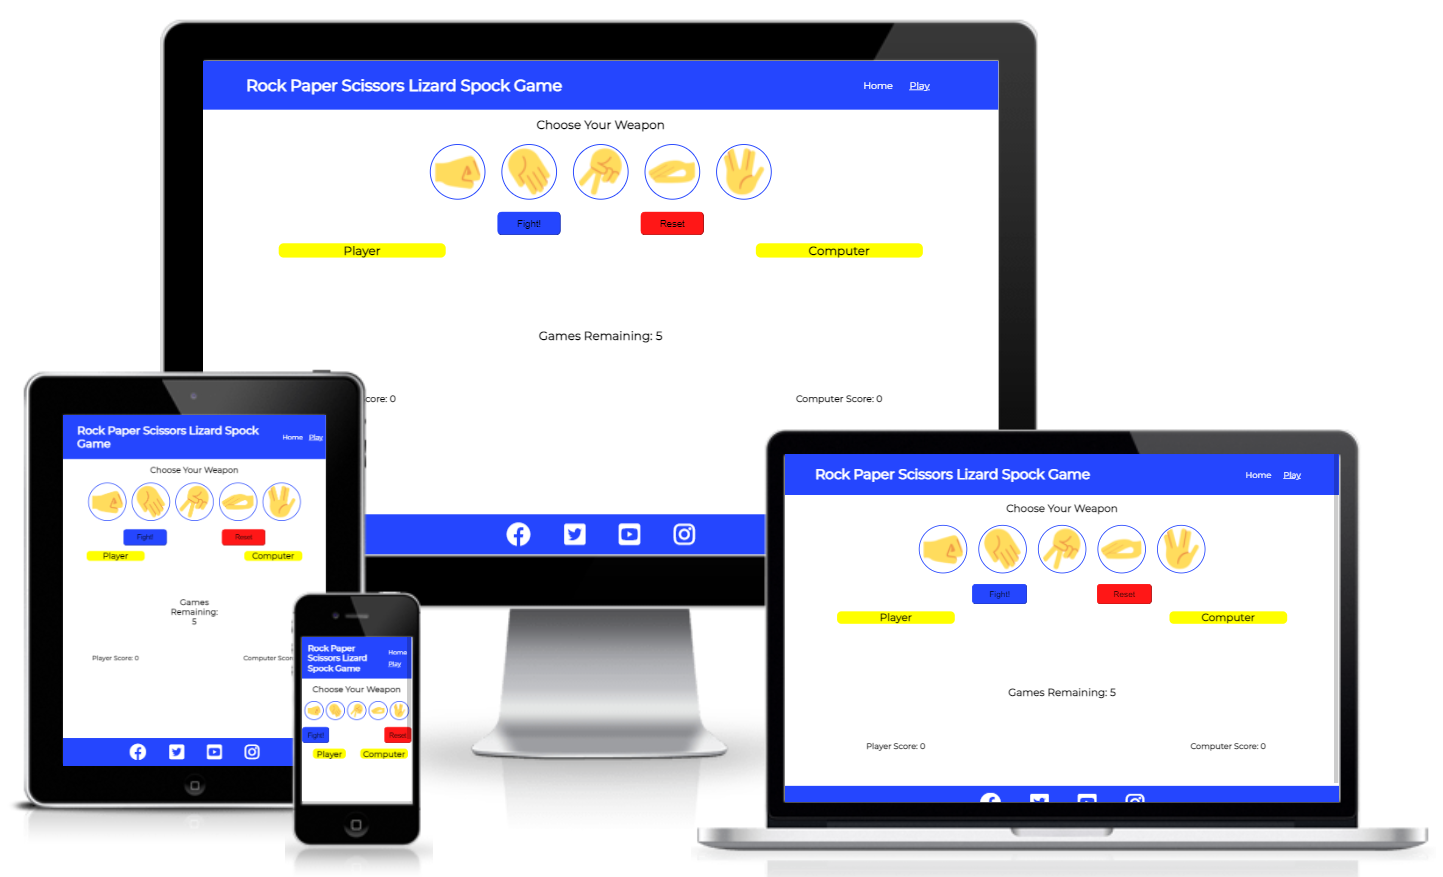 Rock Paper Scissors Lizard Spock Game
Home Play
Choose Your Weapon
Fight! Reset
Player Computer
Games Remaining: 5
core: 0 Computer Score: 0
Rock Paper Scissors Lizard Spock
Game
Home Play
Choose Your Weapon
Fight! Reset
Player Computer
Games
Remaining:
5
Player Score: 0 Computer Scor
Rock Paper
Scissors Lizard
Spock Game
Home
Play
Choose Your Weapon
Fight! Reset
Player Computer
Rock Paper Scissors Lizard Spock Game
Home Play
Choose Your Weapon
Fight! Reset
Player Computer
Games Remaining: 5
Player Score: 0 Computer Score: 0